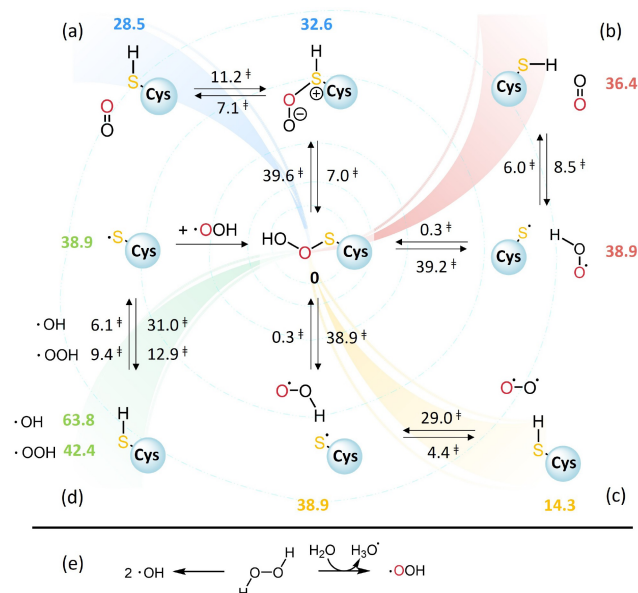 (a) 28.5 32.6 (b)
H H
S Cys 11.2 ‡ S Cys S—H Cys
O O 7.1 ‡ O ⊕ O ⊖ O O 36.4
39.6 ‡ 7.0 ‡ 6.0 ‡ 8.5 ‡
38.9 ·S Cys + ·OOH HO O S Cys 0.3 ‡ S· Cys H O O· 38.9
0 39.2 ‡
·OH 6.1 ‡ 31.0 ‡ 0.3 ‡ 38.9 ‡
·OOH 9.4 ‡ 12.9 ‡
O· O H O· O·
·OH 63.8 H S Cys S· Cys 29.0 ‡ H S Cys
·OOH 42.4 4.4 ‡
(d) 38.9 14.3 (c)
(e) 2 ·OH H O—O H H₂O H₃O· ·OOH